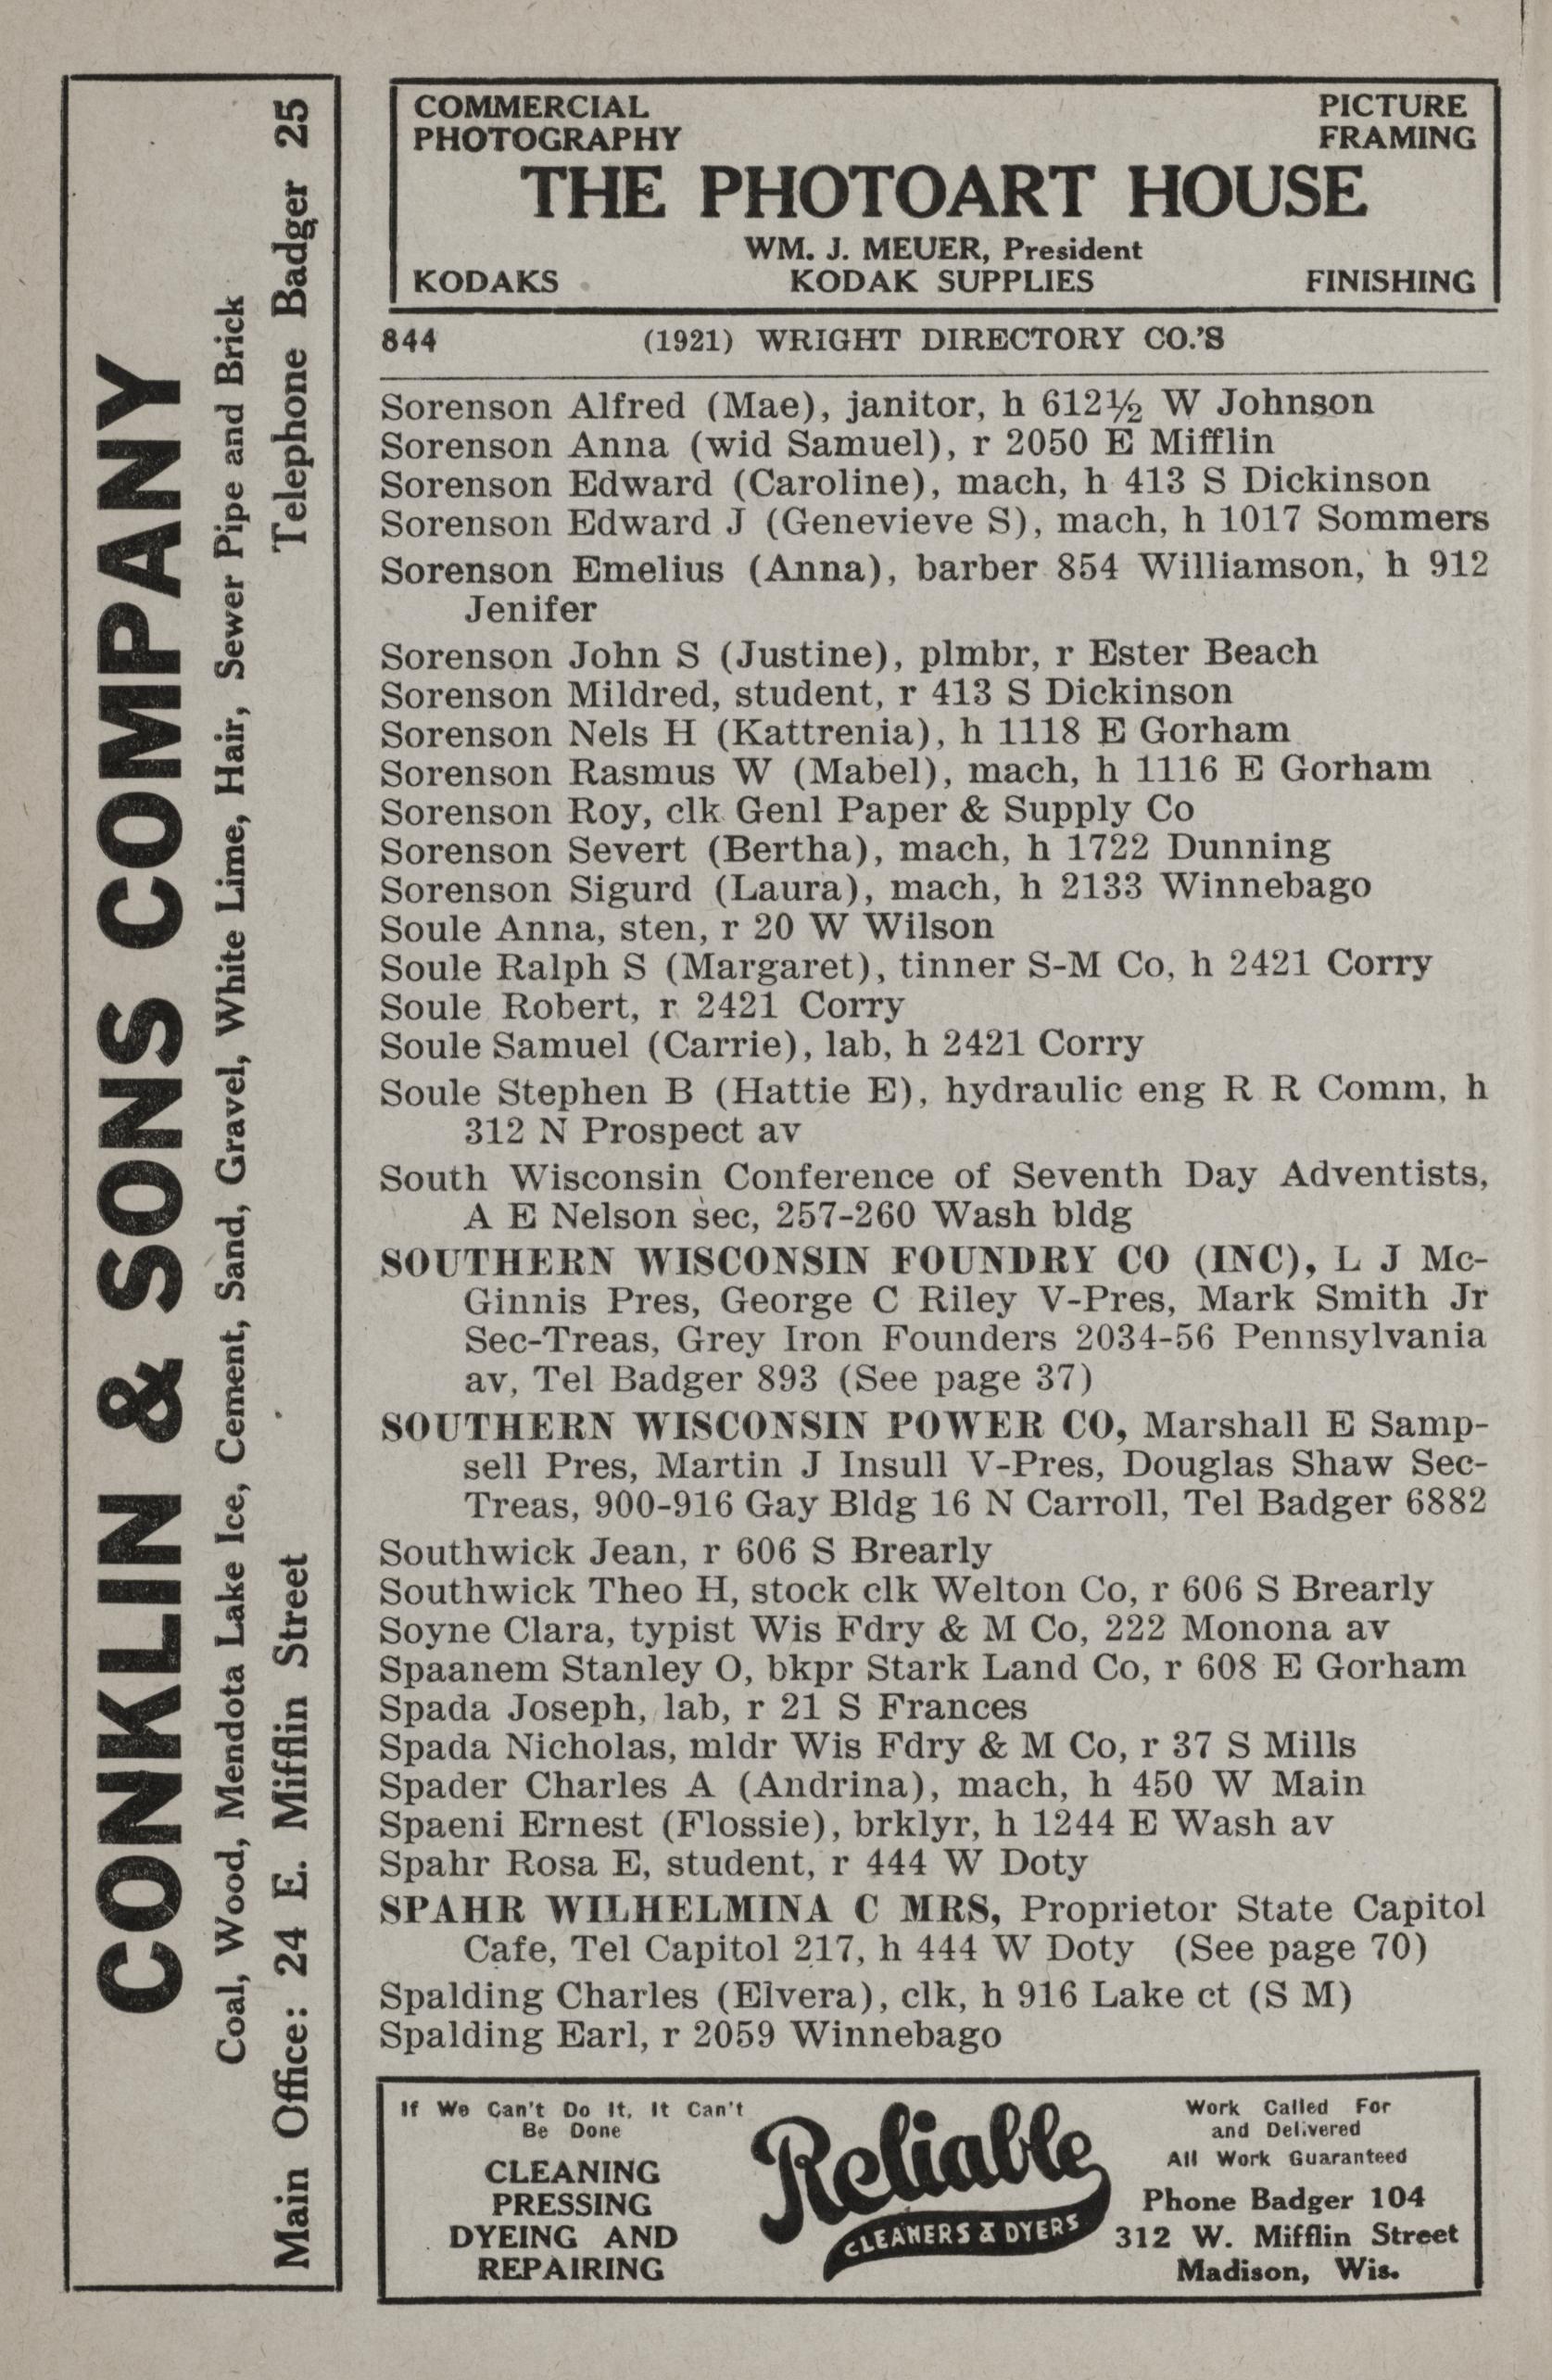 CONKLIN & SONS COMPANY
Coal, Wood, Mendota Lake Ice, Cement, Sand, Gravel, White Lime, Hair, Sewer Pipe and Brick
Main Office: 24 E. Mifflin Street Telephone Badger 25
COMMERCIAL PICTURE
PHOTOGRAPHY FRAMING
THE PHOTOART HOUSE
WM. J. MEUER, President
KODAKS KODAK SUPPLIES FINISHING
844 (1921) WRIGHT DIRECTORY CO.'S
Sorenson Alfred (Mae), janitor, h 612½ W Johnson
Sorenson Anna (wid Samuel), r 2050 E Mifflin
Sorenson Edward (Caroline), mach, h 413 S Dickinson
Sorenson Edward J (Genevieve S), mach, h 1017 Sommers
Sorenson Emelius (Anna), barber 854 Williamson, h 912
Jenifer
Sorenson John S (Justine), plmbr, r Ester Beach
Sorenson Mildred, student, r 413 S Dickinson
Sorenson Nels H (Kattrenia), h 1118 E Gorham
Sorenson Rasmus W (Mabel), mach, h 1116 E Gorham
Sorenson Roy, clk Genl Paper & Supply Co
Sorenson Severt (Bertha), mach, h 1722 Dunning
Sorenson Sigurd (Laura), mach, h 2133 Winnebago
Soule Anna, sten, r 20 W Wilson
Soule Ralph S (Margaret), tinner S-M Co, h 2421 Corry
Soule Robert, r 2421 Corry
Soule Samuel (Carrie), lab, h 2421 Corry
Soule Stephen B (Hattie E), hydraulic eng R R Comm, h
312 N Prospect av
South Wisconsin Conference of Seventh Day Adventists,
A E Nelson sec, 257-260 Wash bldg
SOUTHERN WISCONSIN FOUNDRY CO (INC), L J Mc-
Ginnis Pres, George C Riley V-Pres, Mark Smith Jr
Sec-Treas, Grey Iron Founders 2034-56 Pennsylvania
av, Tel Badger 893 (See page 37)
SOUTHERN WISCONSIN POWER CO, Marshall E Samp-
sell Pres, Martin J Insull V-Pres, Douglas Shaw Sec-
Treas, 900-916 Gay Bldg 16 N Carroll, Tel Badger 6882
Southwick Jean, r 606 S Brearly
Southwick Theo H, stock clk Welton Co, r 606 S Brearly
Soyne Clara, typist Wis Fdry & M Co, 222 Monona av
Spaanem Stanley O, bkpr Stark Land Co, r 608 E Gorham
Spada Joseph, lab, r 21 S Frances
Spada Nicholas, mldr Wis Fdry & M Co, r 37 S Mills
Spader Charles A (Andrina), mach, h 450 W Main
Spaeni Ernest (Flossie), brklyr, h 1244 E Wash av
Spahr Rosa E, student, r 444 W Doty
SPAHR WILHELMINA C MRS, Proprietor State Capitol
Cafe, Tel Capitol 217, h 444 W Doty (See page 70)
Spalding Charles (Elvera), clk, h 916 Lake ct (S M)
Spalding Earl, r 2059 Winnebago
If We Can't Do It, It Can't
Be Done
CLEANING
PRESSING
DYEING AND
REPAIRING
Reliable
CLEANERS & DYERS
Work Called For
and Delivered
All Work Guaranteed
Phone Badger 104
312 W. Mifflin Street
Madison, Wis.